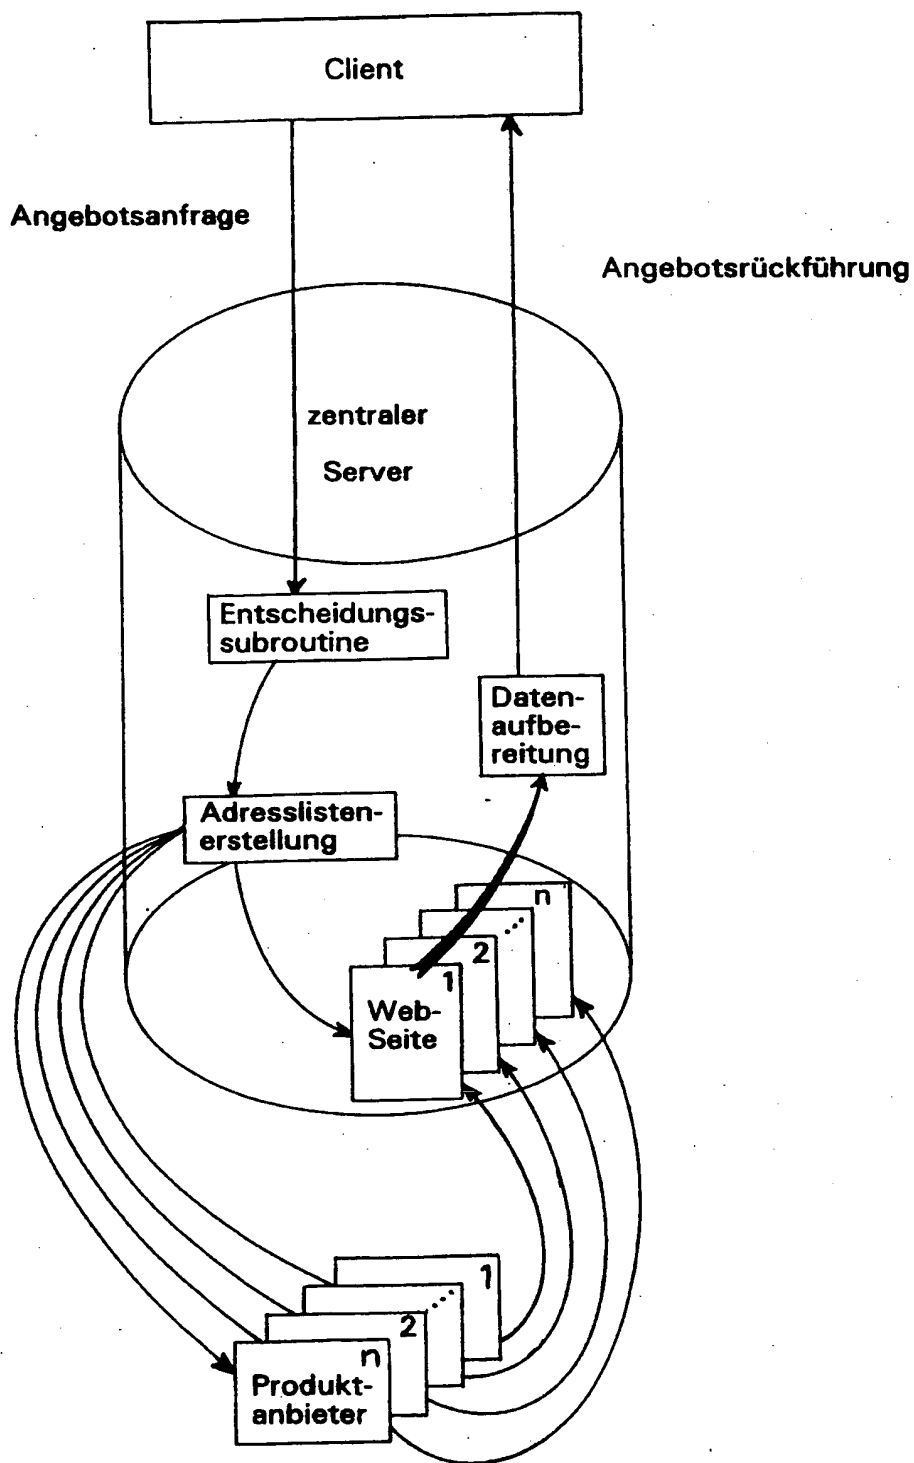 Client
Angebotsanfrage
Angebotsrückführung
zentraler
Server
Entscheidungs-
subroutine
Daten-
aufbe-
reitung
Adresslisten-
erstellung
n
...
2
1
Web-
Seite
1
...
2
n
Produkt-
anbieter